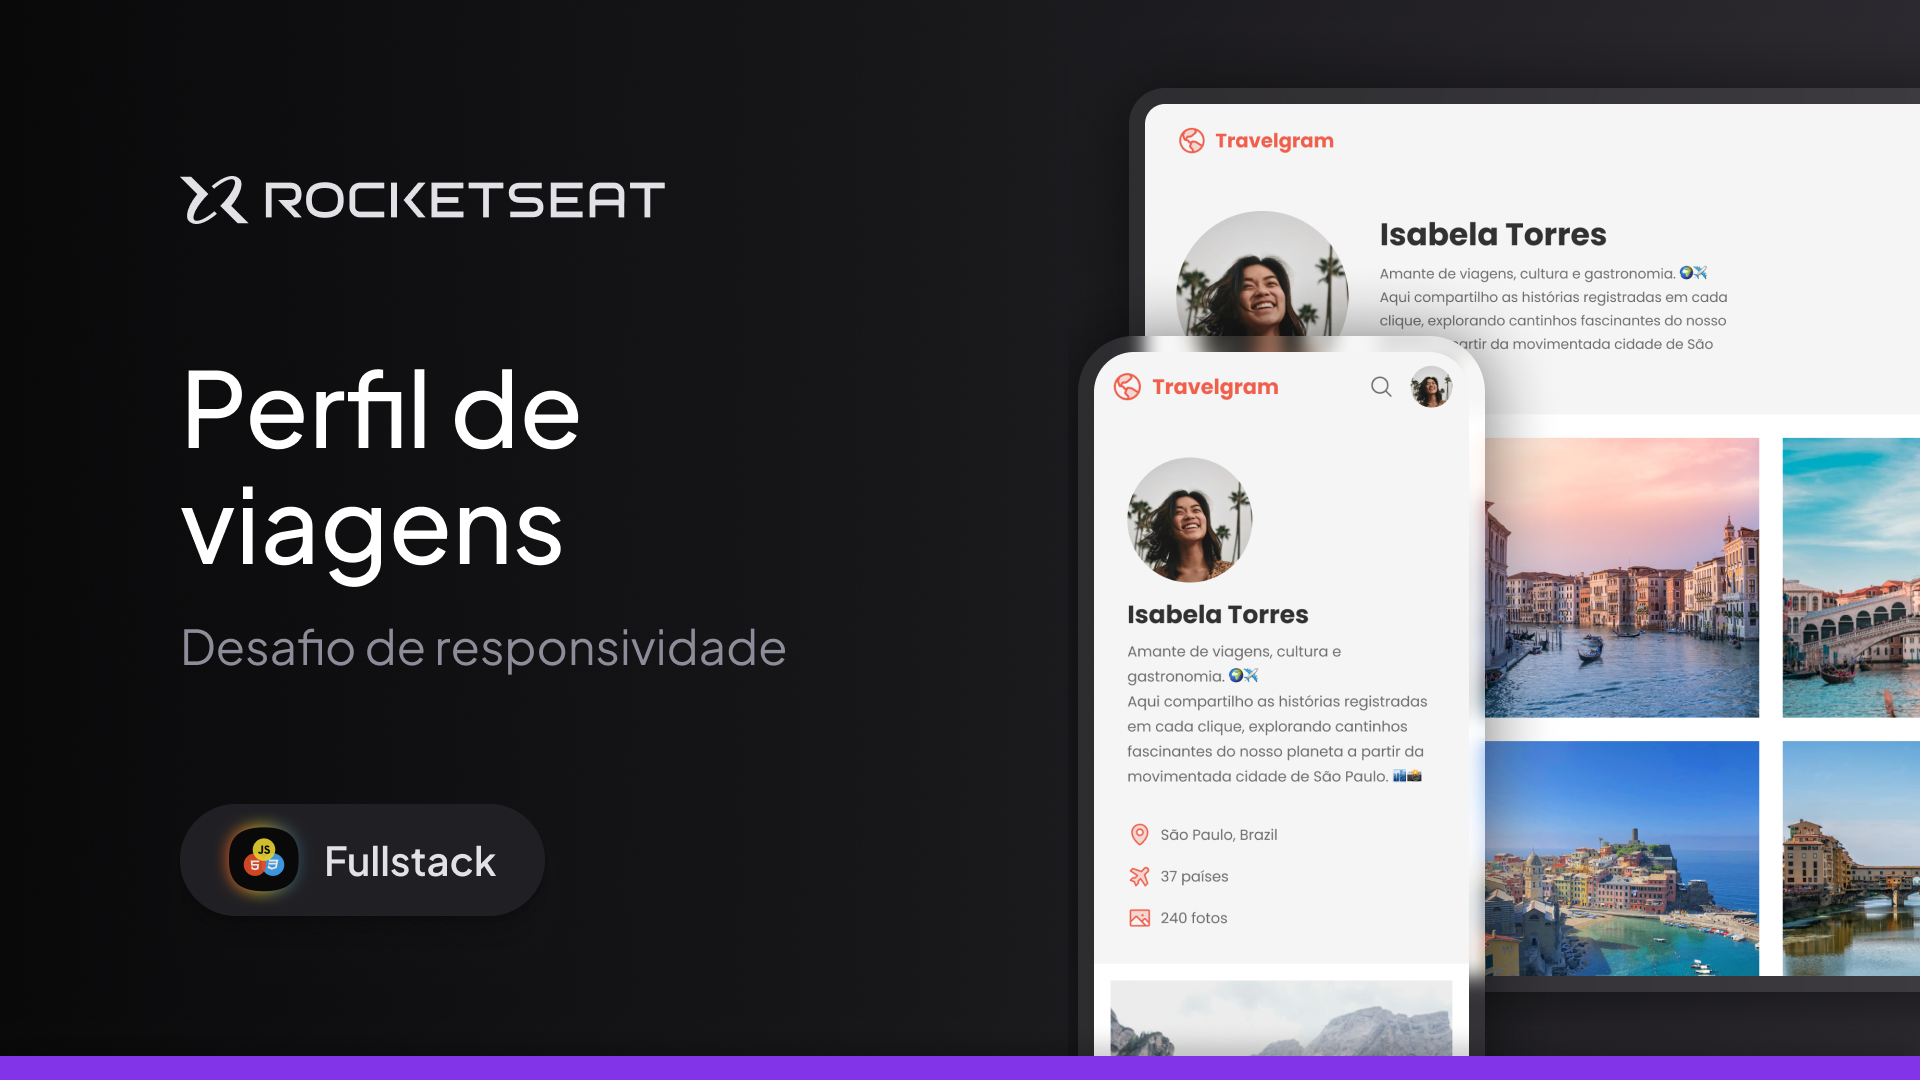 ROCKETSEAT
Perfil de
viagens
Desafio de responsividade
JS
5
3
Fullstack
Travelgram
Isabela Torres
Amante de viagens, cultura e gastronomia. 🌍✈️
Aqui compartilho as histórias registradas em cada
clique, explorando cantinhos fascinantes do nosso
partir da movimentada cidade de São
Travelgram
Isabela Torres
Amante de viagens, cultura e
gastronomia. 🌍✈️
Aqui compartilho as histórias registradas
em cada clique, explorando cantinhos
fascinantes do nosso planeta a partir da
movimentada cidade de São Paulo. 🏙️📸
São Paulo, Brazil
37 países
240 fotos